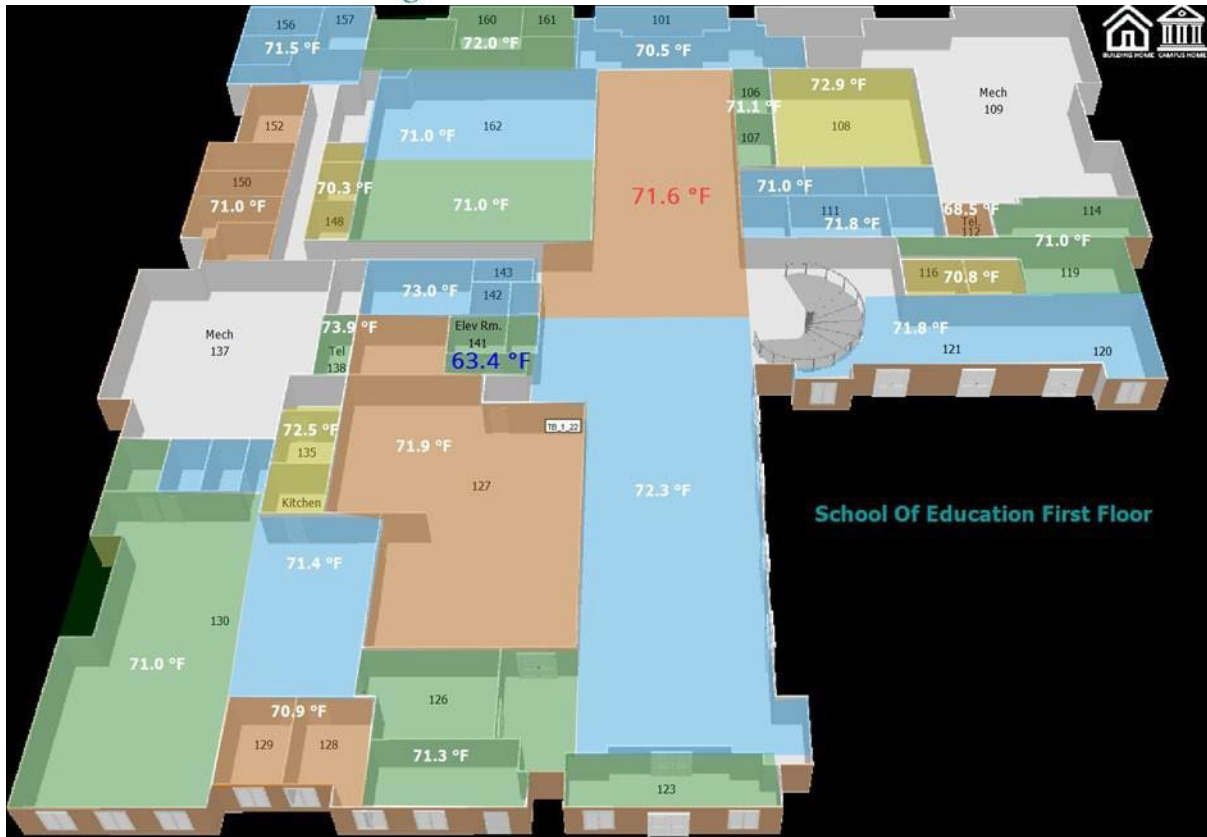 156
157
71.5 °F
160
161
72.0 °F
101
70.5 °F
BUILDING HOME
CAMPUS HOME
152
150
71.0 °F
70.3 °F
148
71.0 °F
162
71.0 °F
71.6 °F
106
71.1 °F
107
72.9 °F
108
Mech
109
71.0 °F
111
71.8 °F
68.5 °F
Tel.
112
114
71.0 °F
119
116
70.8 °F
71.8 °F
121
120
Mech
137
73.0 °F
143
142
73.9 °F
Tel
138
Elev Rm.
141
63.4 °F
72.5 °F
135
Kitchen
71.9 °F
127
TB_1_22
72.3 °F
School Of Education First Floor
71.4 °F
130
71.0 °F
70.9 °F
129
128
126
71.3 °F
123